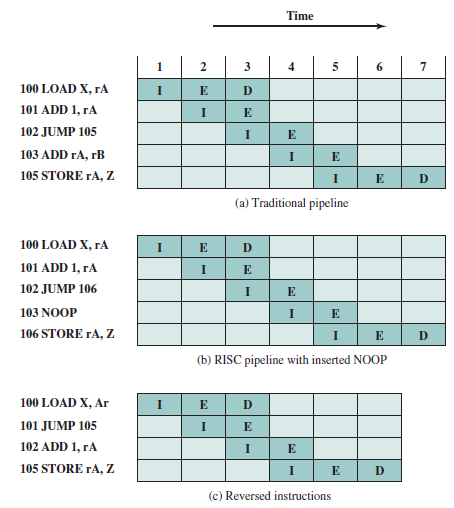 Time
1 2 3 4 5 6 7
100 LOAD X, rA I E D
101 ADD 1, rA I E
102 JUMP 105 I E
103 ADD rA, rB I E
105 STORE rA, Z I E D
(a) Traditional pipeline
100 LOAD X, rA I E D
101 ADD 1, rA I E
102 JUMP 106 I E
103 NOOP I E
106 STORE rA, Z I E D
(b) RISC pipeline with inserted NOOP
100 LOAD X, Ar I E D
101 JUMP 105 I E
102 ADD 1, rA I E
105 STORE rA, Z I E D
(c) Reversed instructions